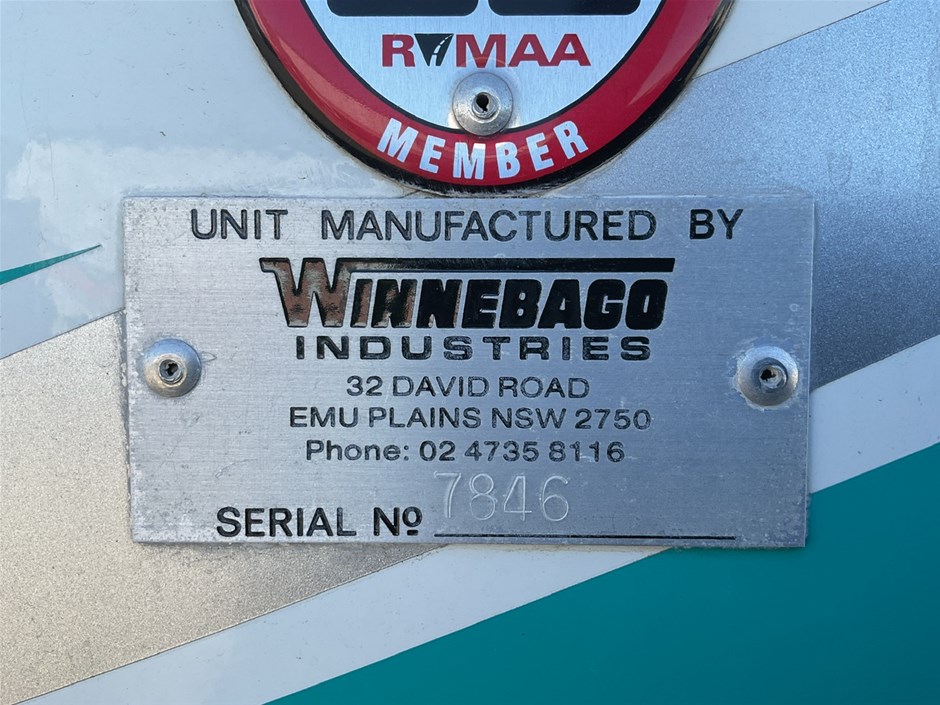 RVMAA
MEMBER
UNIT MANUFACTURED BY
WINNEBAGO
INDUSTRIES
32 DAVID ROAD
EMU PLAINS NSW 2750
Phone: 02 4735 8116
SERIAL Nº 7846